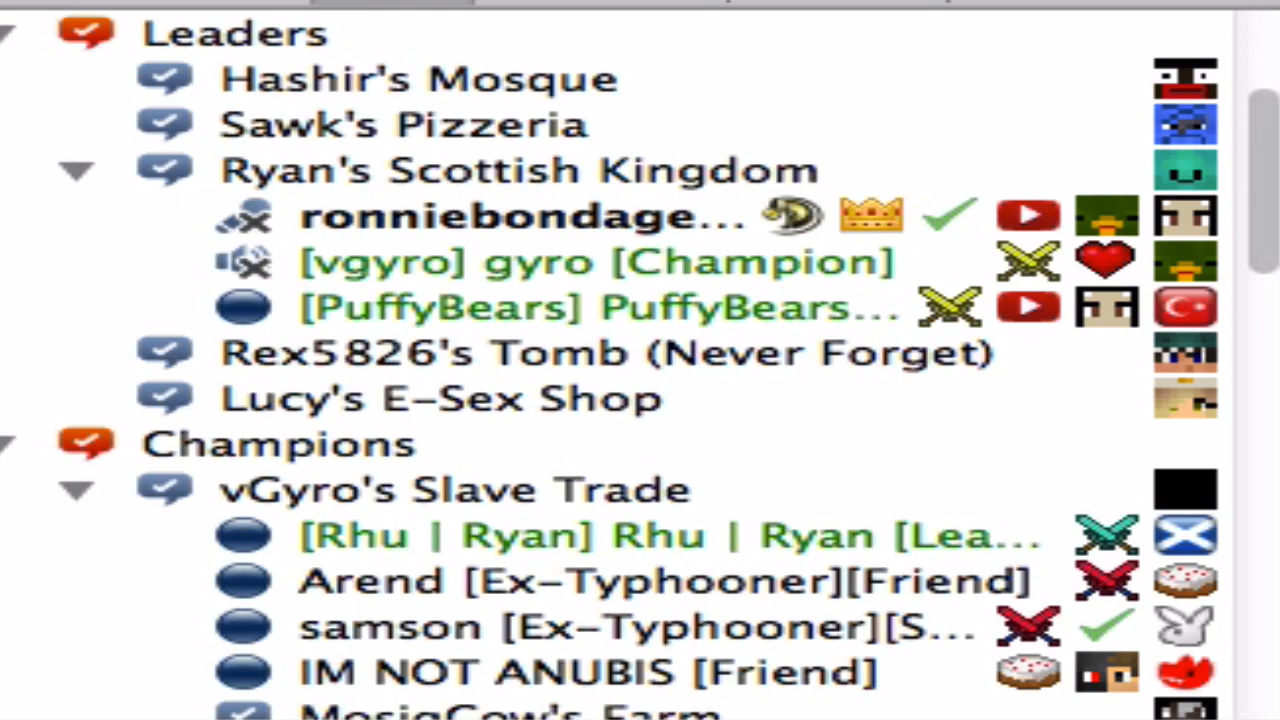 Leaders
Hashir's Mosque
Sawk's Pizzeria
Ryan's Scottish Kingdom
ronniebondage...
[vgyro] gyro [Champion]
[PuffyBears] PuffyBears...
Rex5826's Tomb (Never Forget)
Lucy's E-Sex Shop
Champions
vGyro's Slave Trade
[Rhu | Ryan] Rhu | Ryan [Lea...
Arend [Ex-Typhooner][Friend]
samson [Ex-Typhooner][S...
IM NOT ANUBIS [Friend]
MosigCow's Farm